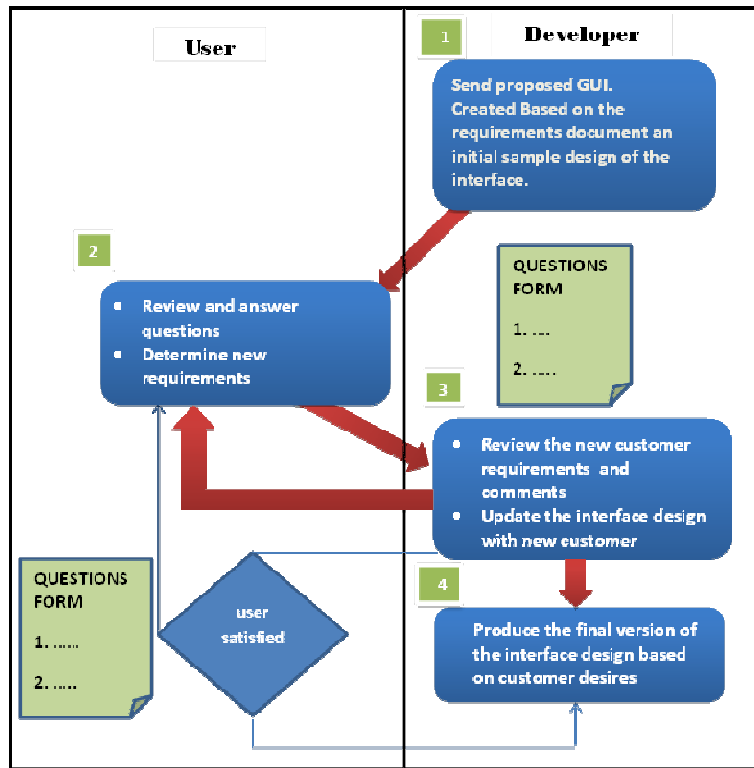 User
Developer
1
Send proposed GUI.
Created Based on the
requirements document an
initial sample design of the
interface.
2
• Review and answer
questions
• Determine new
requirements
QUESTIONS
FORM
1. ....
2. .....
3
• Review the new customer
requirements and
comments
• Update the interface design
with new customer
QUESTIONS
FORM
1. ......
2. .....
user
satisfied
4
Produce the final version of
the interface design based
on customer desires